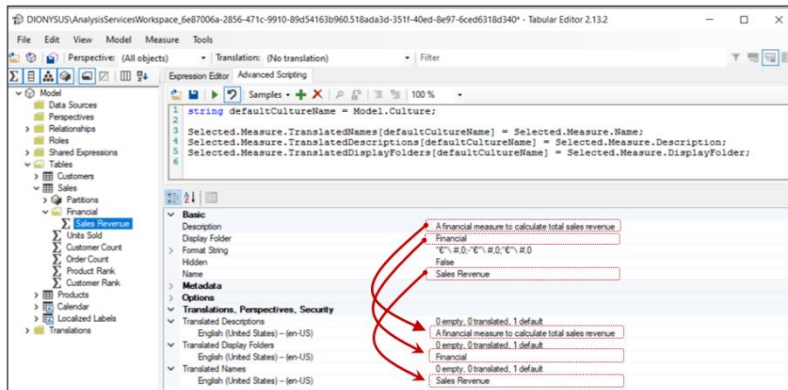 DIONYSUS\AnalysisServicesWorkspace_6e87006a-2856-471c-9910-89d54163b960.518ada3d-351f-40ed-8e97-6ced6318d340* - Tabular Editor 2.13.2
File Edit View Model Measure Tools
Perspective: (All objects) Translation: (No translation) Filter
Expression Editor Advanced Scripting
Samples 100 %
1 string defaultCultureName = Model.Culture;
2
3 Selected.Measure.TranslatedNames[defaultCultureName] = Selected.Measure.Name;
4 Selected.Measure.TranslatedDescriptions[defaultCultureName] = Selected.Measure.Description;
5 Selected.Measure.TranslatedDisplayFolders[defaultCultureName] = Selected.Measure.DisplayFolder;
6
Model
Data Sources
Perspectives
Relationships
Roles
Shared Expressions
Tables
Customers
Sales
Partitions
Financial
Sales Revenue
Units Sold
Customer Count
Order Count
Product Rank
Customer Rank
Products
Calendar
Localized Labels
Translations
Basic
Description A financial measure to calculate total sales revenue
Display Folder Financial
Format String "€"\ #,0;-"€"\ #,0;"€"\ #,0
Hidden False
Name Sales Revenue
Metadata
Options
Translations, Perspectives, Security
Translated Descriptions 0 empty, 0 translated, 1 default
English (United States) – (en-US) A financial measure to calculate total sales revenue
Translated Display Folders 0 empty, 0 translated, 1 default
English (United States) – (en-US) Financial
Translated Names 0 empty, 0 translated, 1 default
English (United States) – (en-US) Sales Revenue